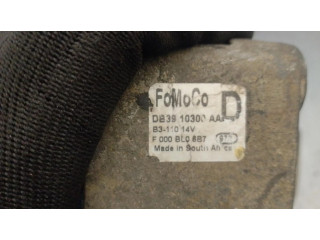 FoMoCo
D
DB39 10300 AA
B3-110 14V
F 000 BL0 6B7
Made in South Africa